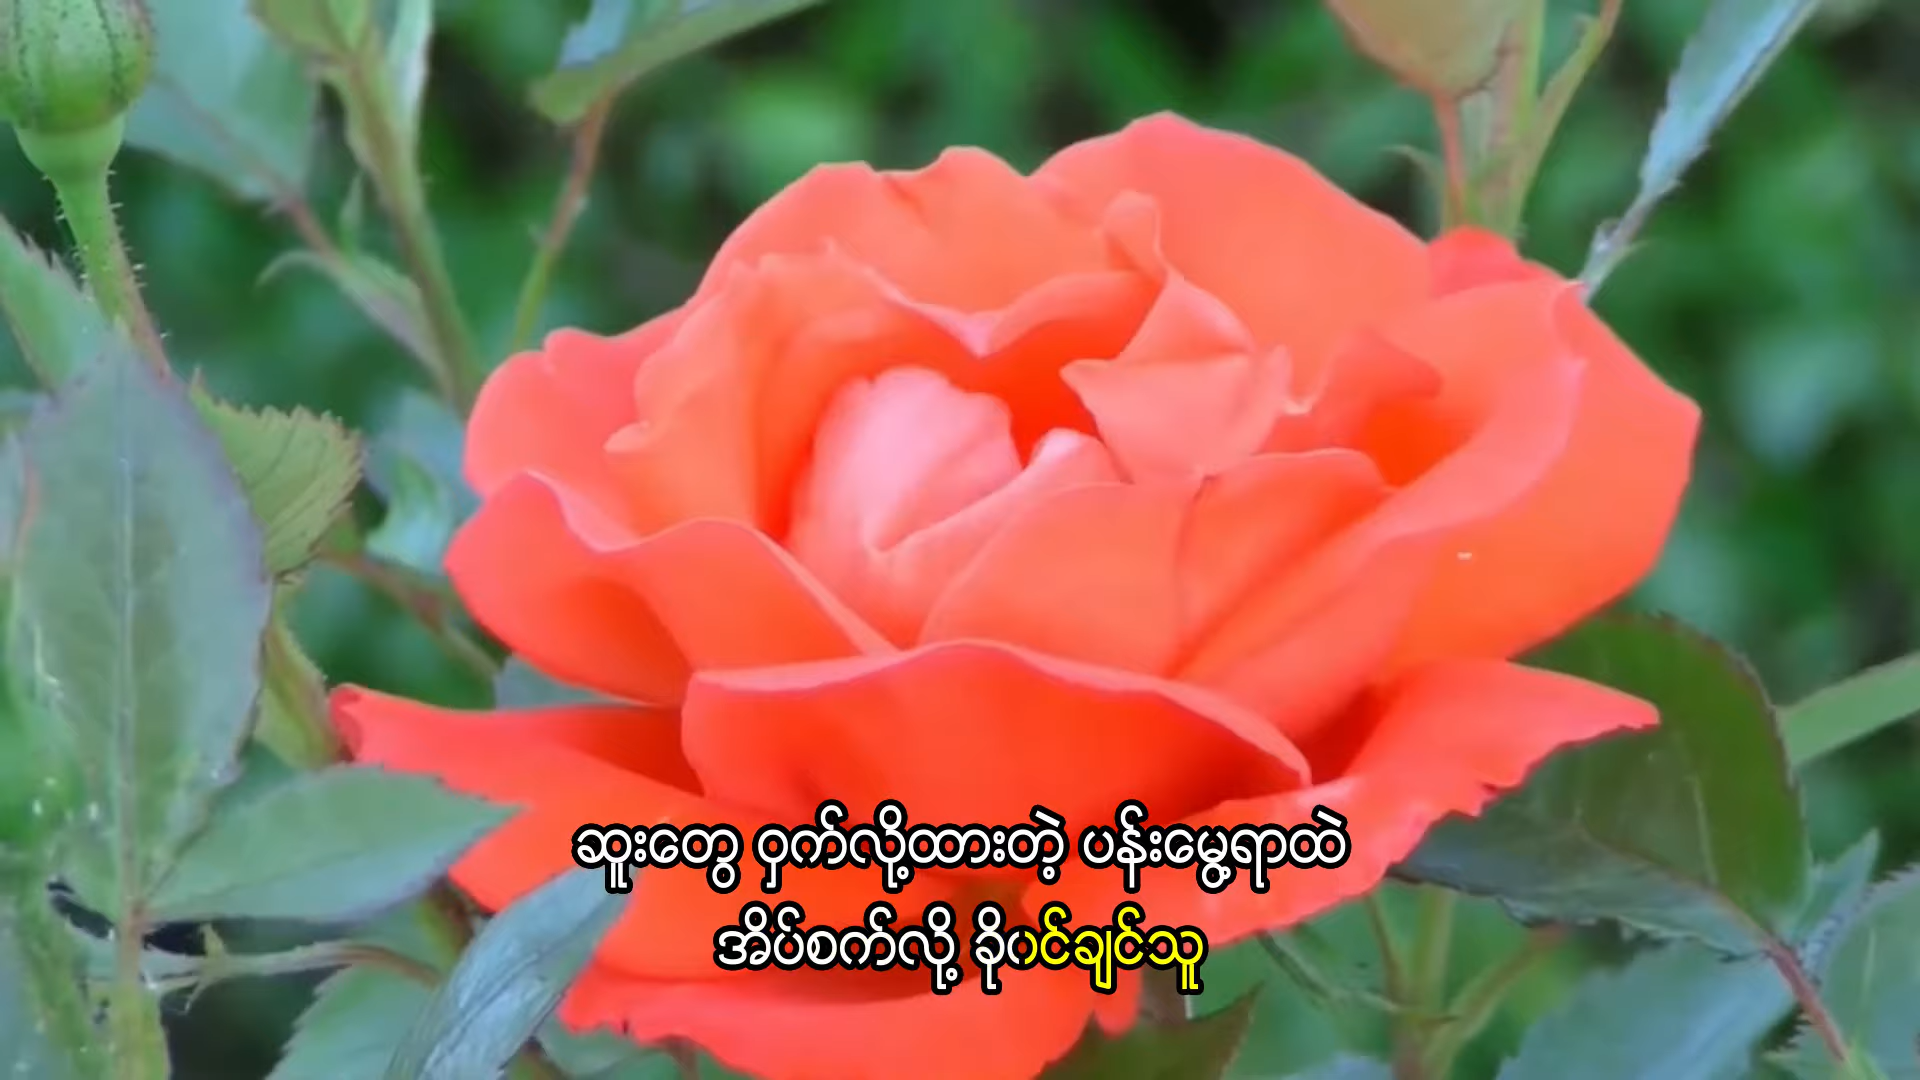 ဆူးတွေ ဝှက်လို့ထားတဲ့ ပန်းမွေ့ရာထဲ
အိပ်စက်လို့ ခိုဝင်ချင်သူ